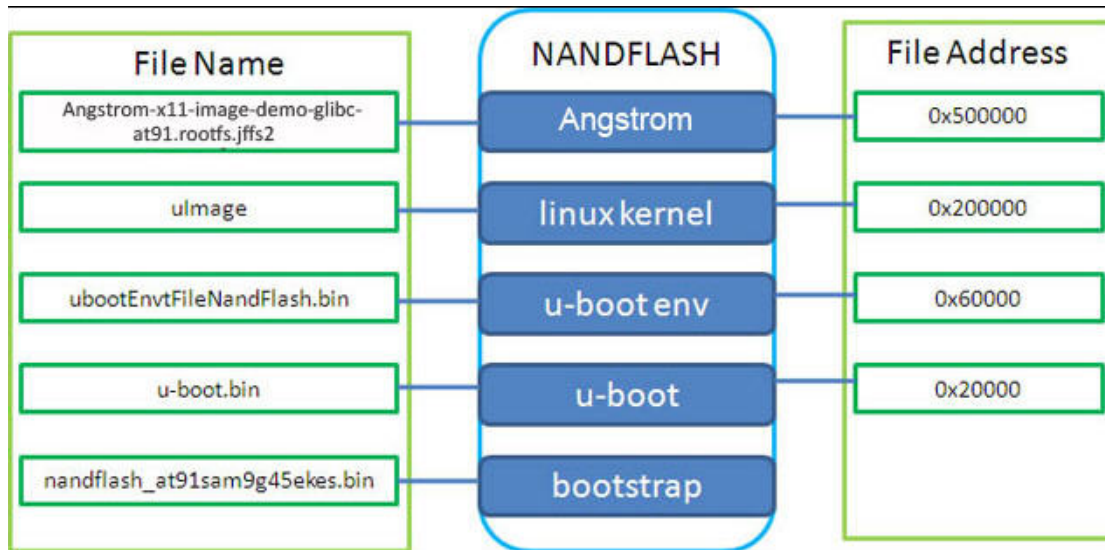 File Name
NANDFLASH
File Address
Angstrom-x11-image-demo-glibc-
at91.rootfs.jffs2
Angstrom
0x500000
uImage
linux kernel
0x200000
ubootEnvtFileNandFlash.bin
u-boot env
0x60000
u-boot.bin
u-boot
0x20000
nandflash_at91sam9g45ekes.bin
bootstrap